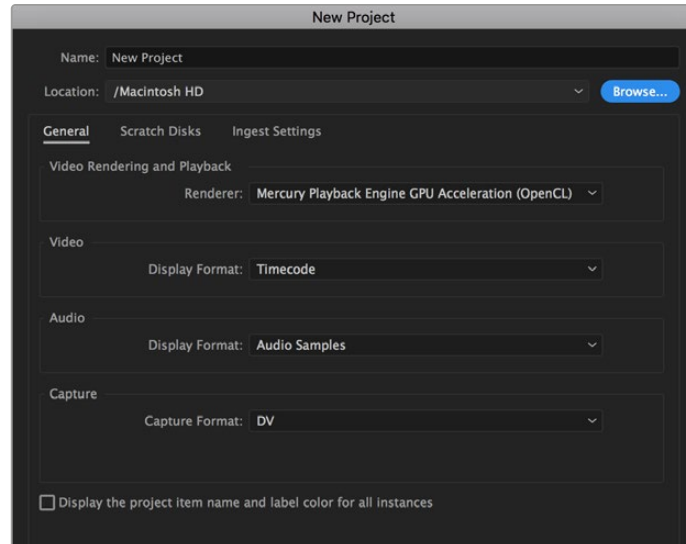 New Project
Name: New Project
Location: /Macintosh HD Browse...
General Scratch Disks Ingest Settings
Video Rendering and Playback
Renderer: Mercury Playback Engine GPU Acceleration (OpenCL)
Video
Display Format: Timecode
Audio
Display Format: Audio Samples
Capture
Capture Format: DV
Display the project item name and label color for all instances